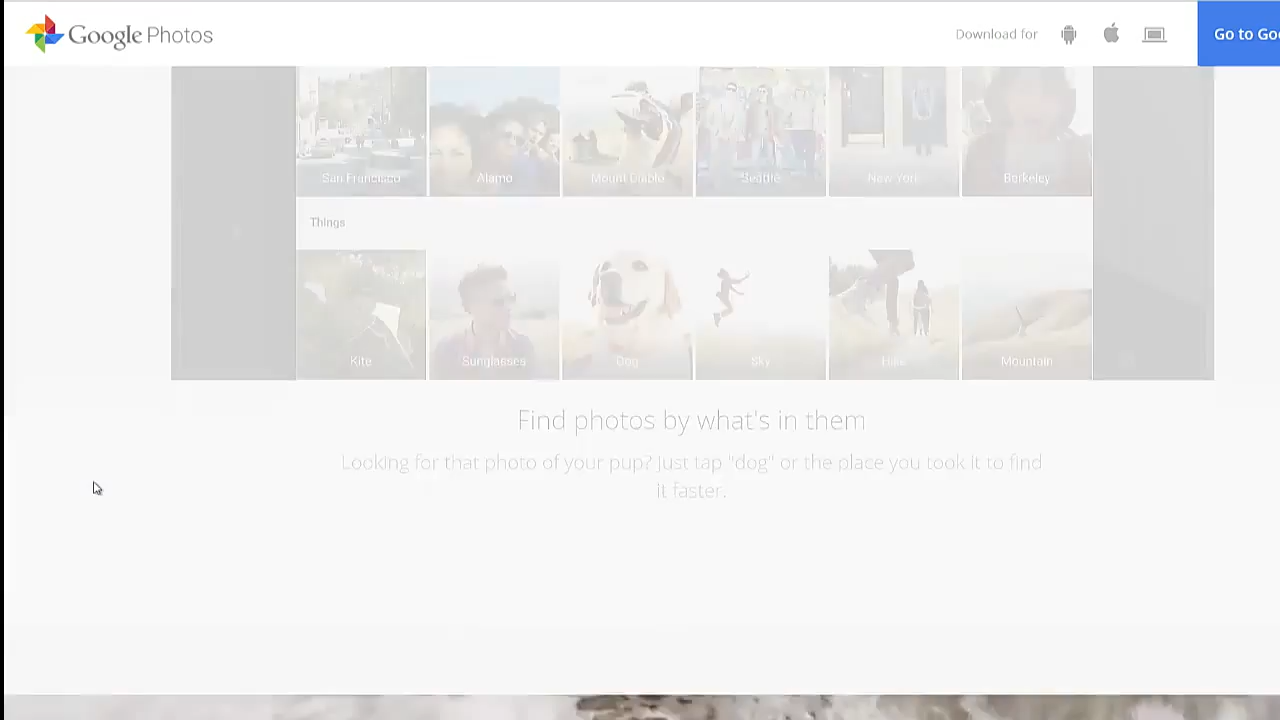 Google Photos
Download for
Go to Goo
San Francisco
Alamo
Mount Diablo
Seattle
New York
Berkeley
Things
Kite
Sunglasses
Dog
Sky
Hike
Mountain
Find photos by what's in them
Looking for that photo of your pup? Just tap "dog" or the place you took it to find
it faster.